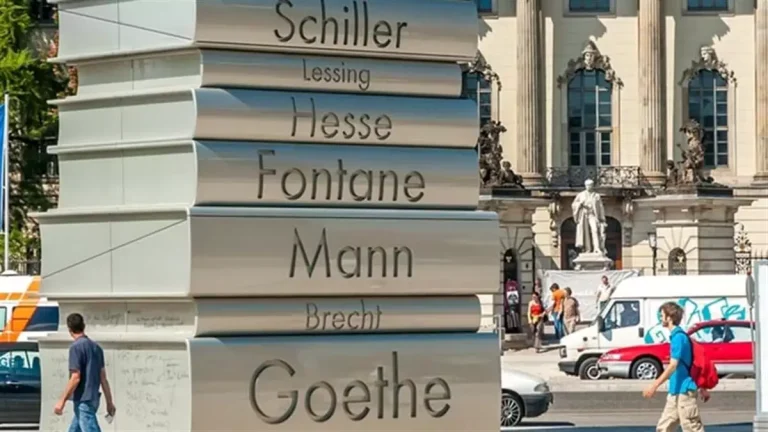 Schiller
Lessing
Hesse
Fontane
Mann
Brecht
Goethe